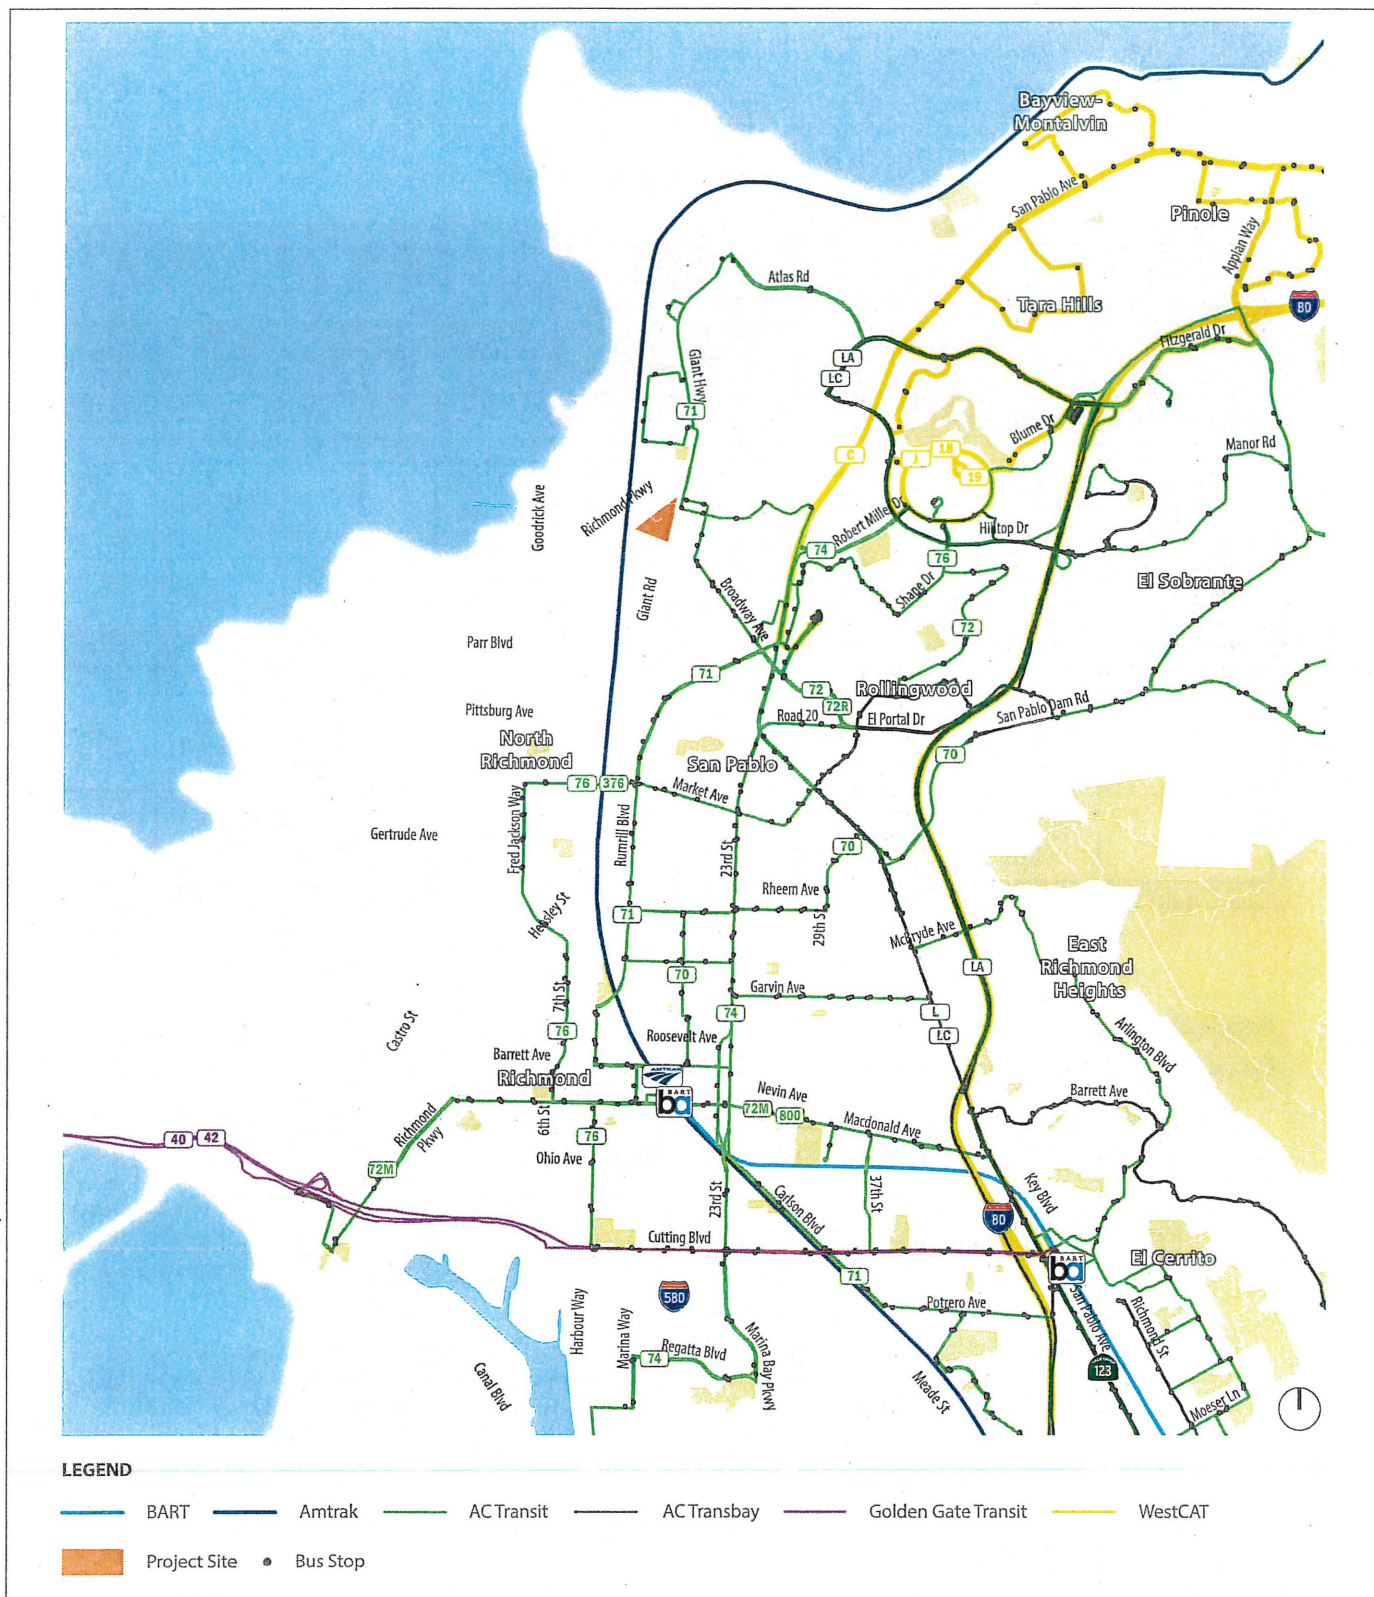 Bayview-
Montalvin
San Pablo Ave
Pinole
Appian Way
Atlas Rd
Tara Hills
80
Fitzgerald Dr
LA
LC
Giant Hwy
71
Blume Dr
Manor Rd
C
J
18
19
Goodrick Ave
Richmond Pkwy
Robert Miller Dr
Hilltop Dr
74
76
Shane Dr
El Sobrante
Giant Rd
Broadway Ave
72
Parr Blvd
71
72
Rollingwood
72R
Pittsburg Ave
Road 20
El Portal Dr
San Pablo Dam Rd
North
Richmond
San Pablo
70
76
376
Market Ave
Fred Jackson Way
Rumrill Blvd
Gertrude Ave
23rd St
70
Rheem Ave
Hensley St
71
29th St
McBryde Ave
East
Richmond
Heights
LA
70
Garvin Ave
7th St
74
L
LC
Castro St
76
Roosevelt Ave
Arlington Blvd
Barrett Ave
Richmond
AMTRAK
BART
ba
Nevin Ave
Barrett Ave
72M
800
Macdonald Ave
6th St
Richmond
Pkwy
40
42
76
Ohio Ave
72M
23rd St
Carlson Blvd
37th St
Key Blvd
80
Cutting Blvd
BART
ba
El Cerrito
71
580
Potrero Ave
San Pablo Ave
Richmond St
Harbour Way
Marina Way
Regatta Blvd
74
Marina Bay Pkwy
Canal Blvd
Meade St
123
Moeser Ln
LEGEND
BART
Amtrak
AC Transit
AC Transbay
Golden Gate Transit
WestCAT
Project Site
Bus Stop